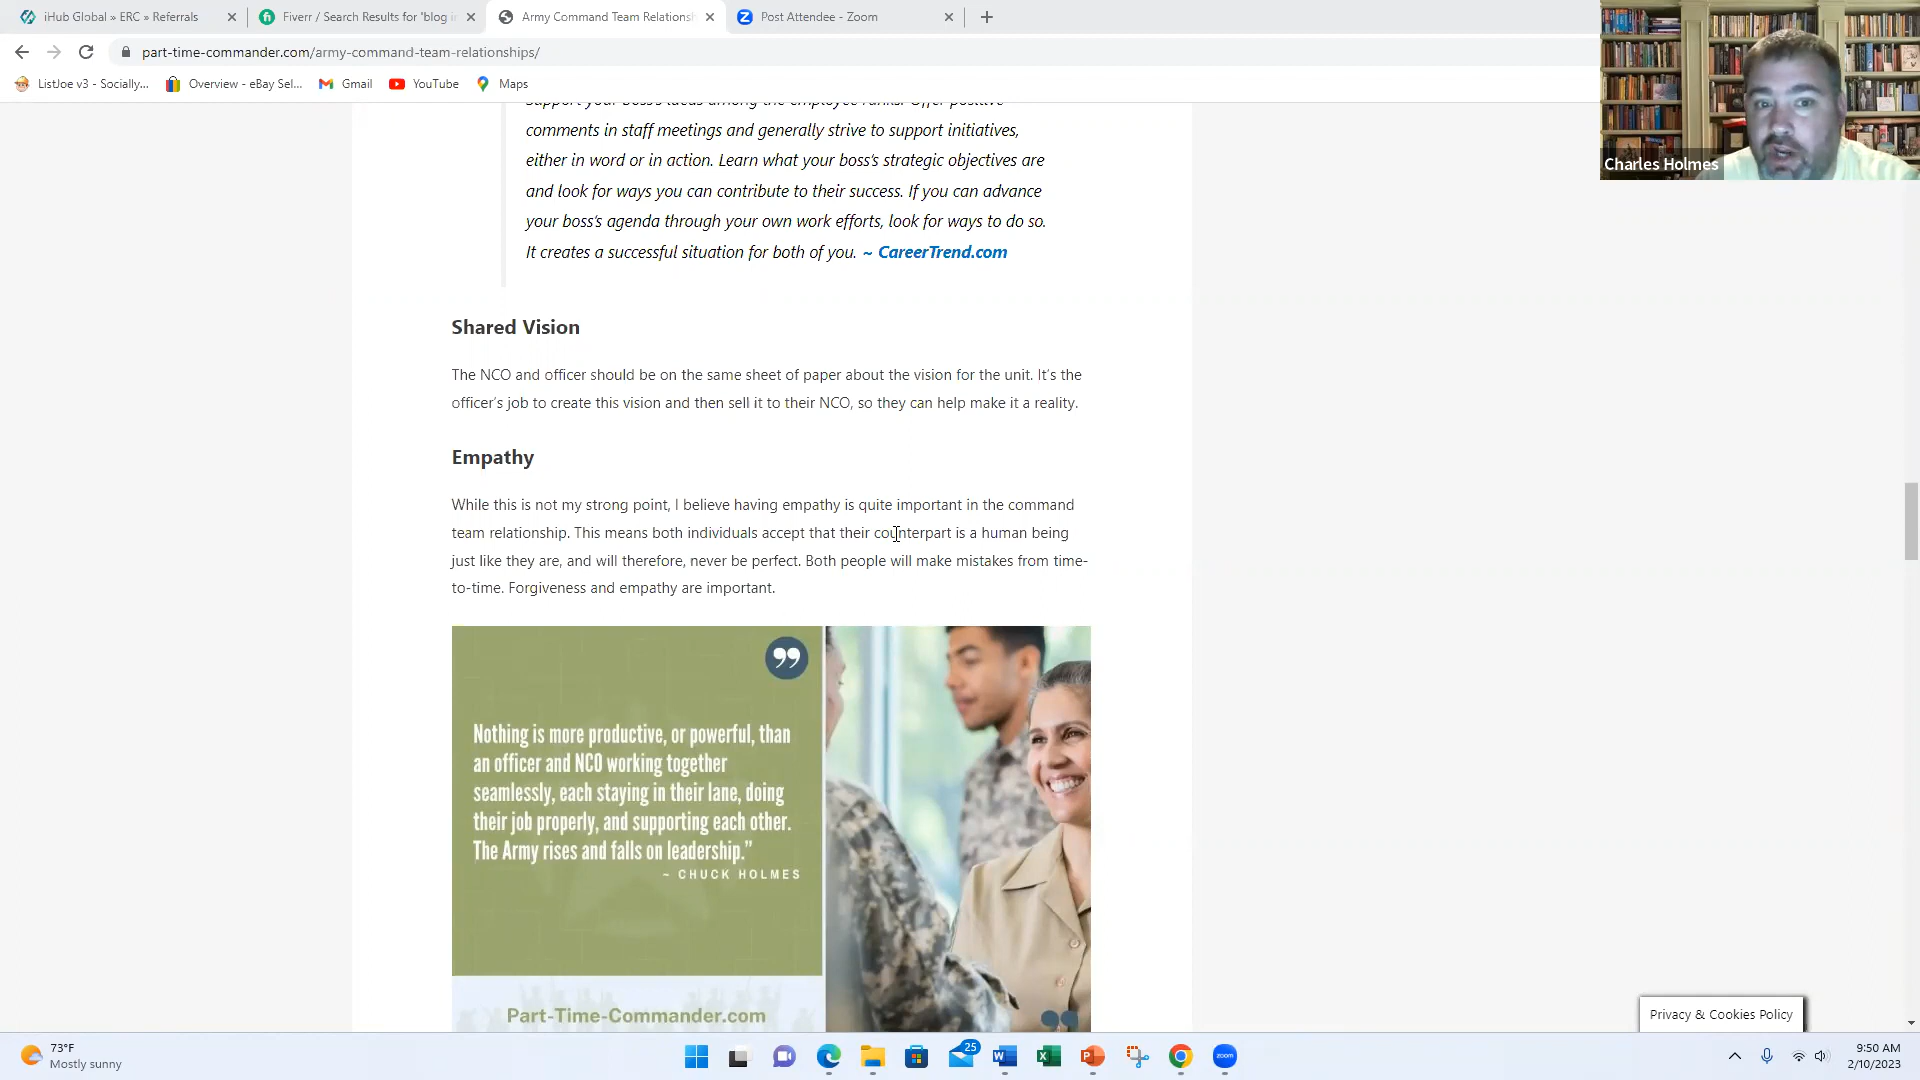 iHub Global » ERC » Referrals
Fiverr / Search Results for 'blog i
Army Command Team Relations
Post Attendee - Zoom
part-time-commander.com/army-command-team-relationships/
ListJoe v3 - Socially...
Overview - eBay Sel...
Gmail
YouTube
Maps
Charles Holmes
Support your boss's ideas among the employee ranks. Offer positive
comments in staff meetings and generally strive to support initiatives,
either in word or in action. Learn what your boss's strategic objectives are
and look for ways you can contribute to their success. If you can advance
your boss's agenda through your own work efforts, look for ways to do so.
It creates a successful situation for both of you. ~ CareerTrend.com
Shared Vision
The NCO and officer should be on the same sheet of paper about the vision for the unit. It's the
officer's job to create this vision and then sell it to their NCO, so they can help make it a reality.
Empathy
While this is not my strong point, I believe having empathy is quite important in the command
team relationship. This means both individuals accept that their counterpart is a human being
just like they are, and will therefore, never be perfect. Both people will make mistakes from time-
to-time. Forgiveness and empathy are important.
Nothing is more productive, or powerful, than
an officer and NCO working together
seamlessly, each staying in their lane, doing
their job properly, and supporting each other.
The Army rises and falls on leadership."
~ CHUCK HOLMES
Part-Time-Commander.com
Privacy & Cookies Policy
73°F
Mostly sunny
25
zoom
9:50 AM
2/10/2023